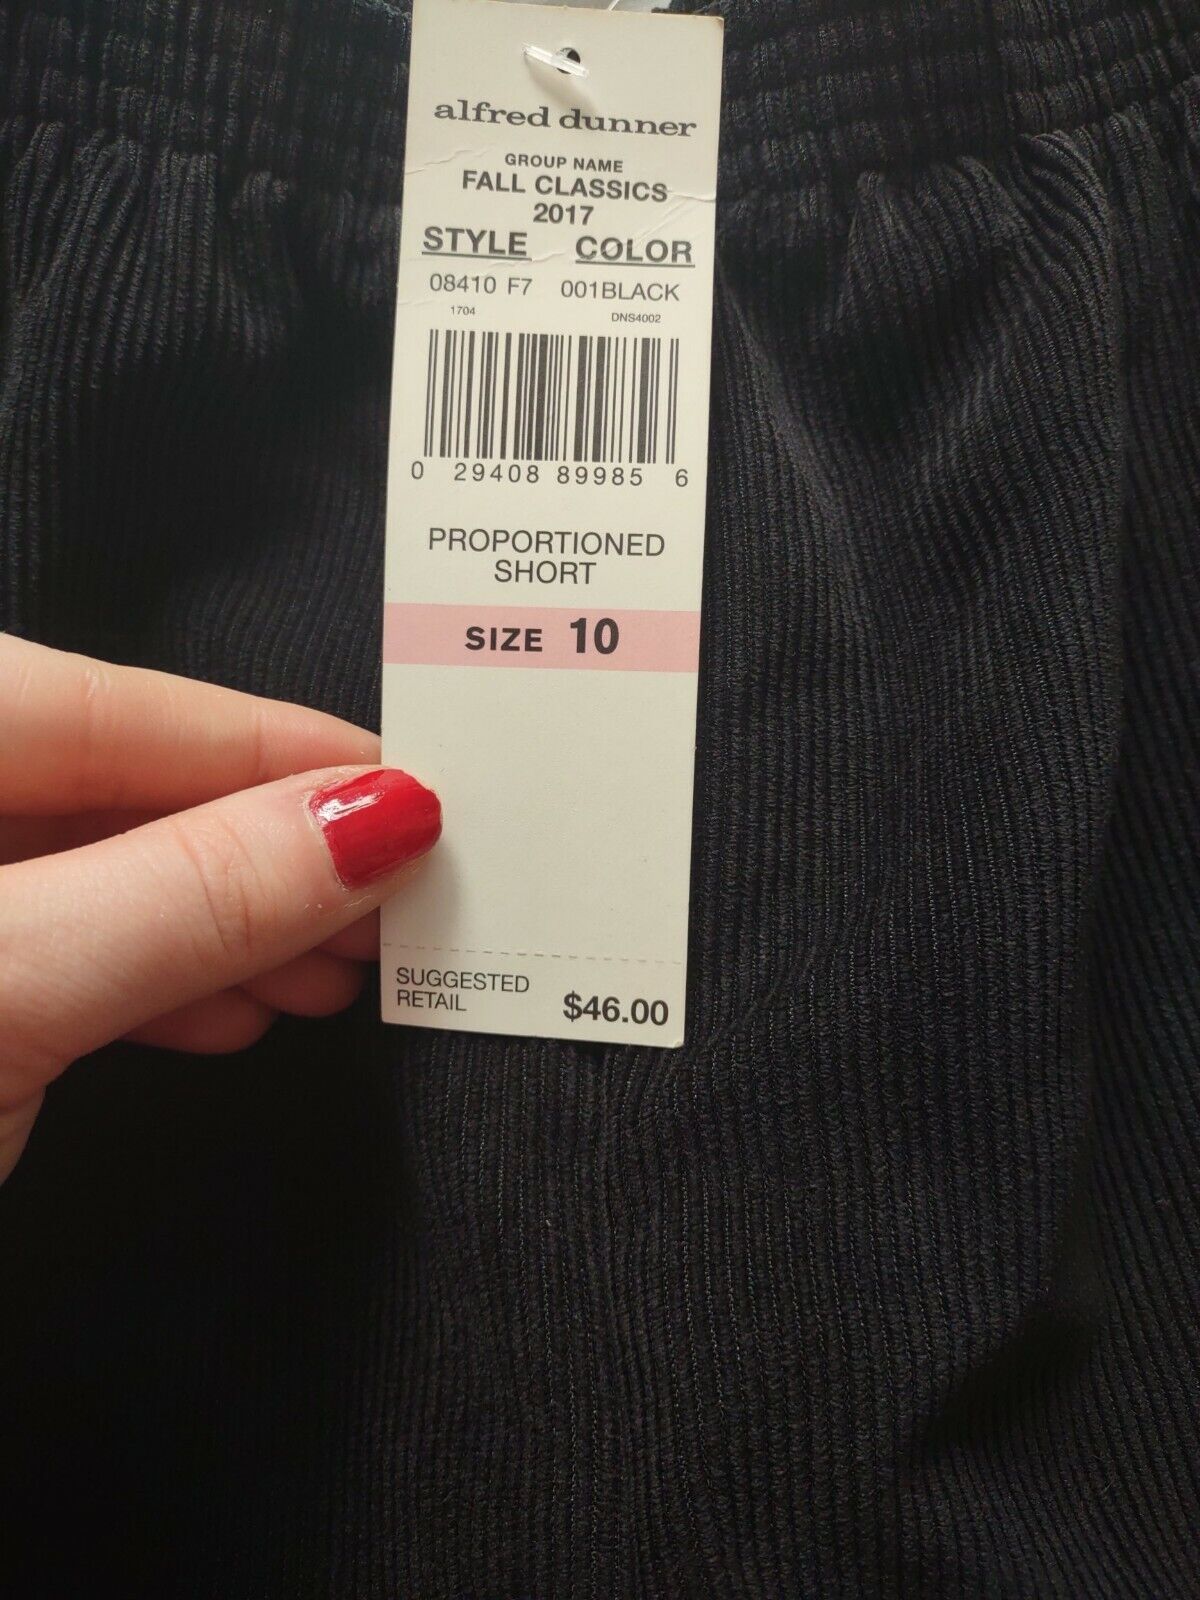 alfred dunner
GROUP NAME
FALL CLASSICS
2017
STYLE COLOR
08410 F7 001BLACK
1704 DNS4002
0 29408 89985 6
PROPORTIONED
SHORT
SIZE 10
SUGGESTED
RETAIL $46.00